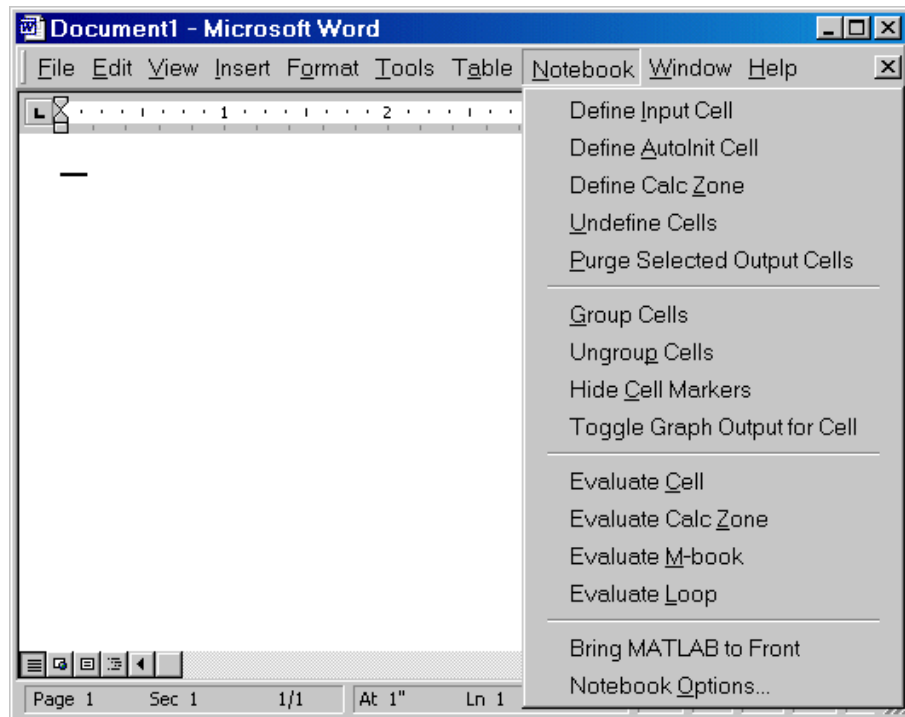 Document1 - Microsoft Word
File Edit View Insert Format Tools Table Notebook Window Help
1 2
Define Input Cell
Define AutoInit Cell
Define Calc Zone
Undefine Cells
Purge Selected Output Cells
Group Cells
Ungroup Cells
Hide Cell Markers
Toggle Graph Output for Cell
Evaluate Cell
Evaluate Calc Zone
Evaluate M-book
Evaluate Loop
Bring MATLAB to Front
Notebook Options...
Page 1 Sec 1 1/1 At 1" Ln 1